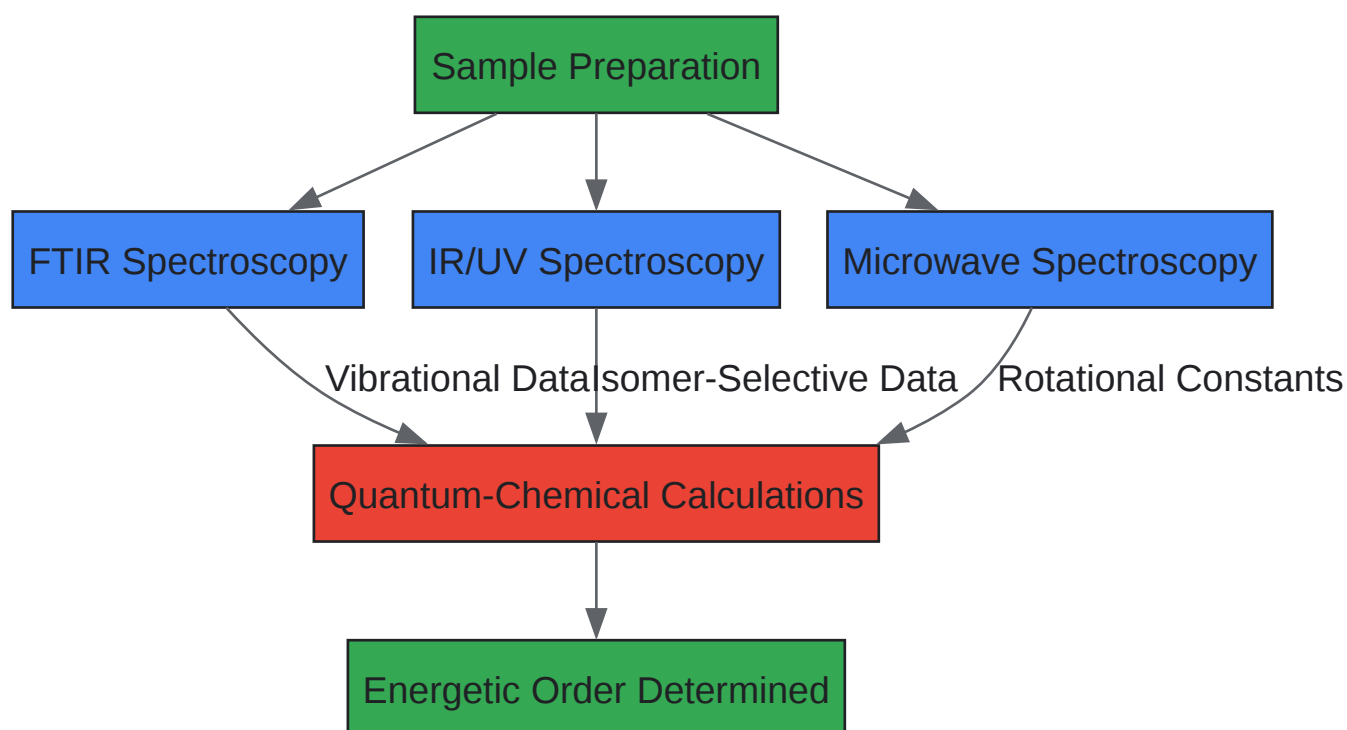 Sample Preparation
FTIR Spectroscopy
IR/UV Spectroscopy
Microwave Spectroscopy
Vibrational Data
Isomer-Selective Data
Rotational Constants
Quantum-Chemical Calculations
Energetic Order Determined